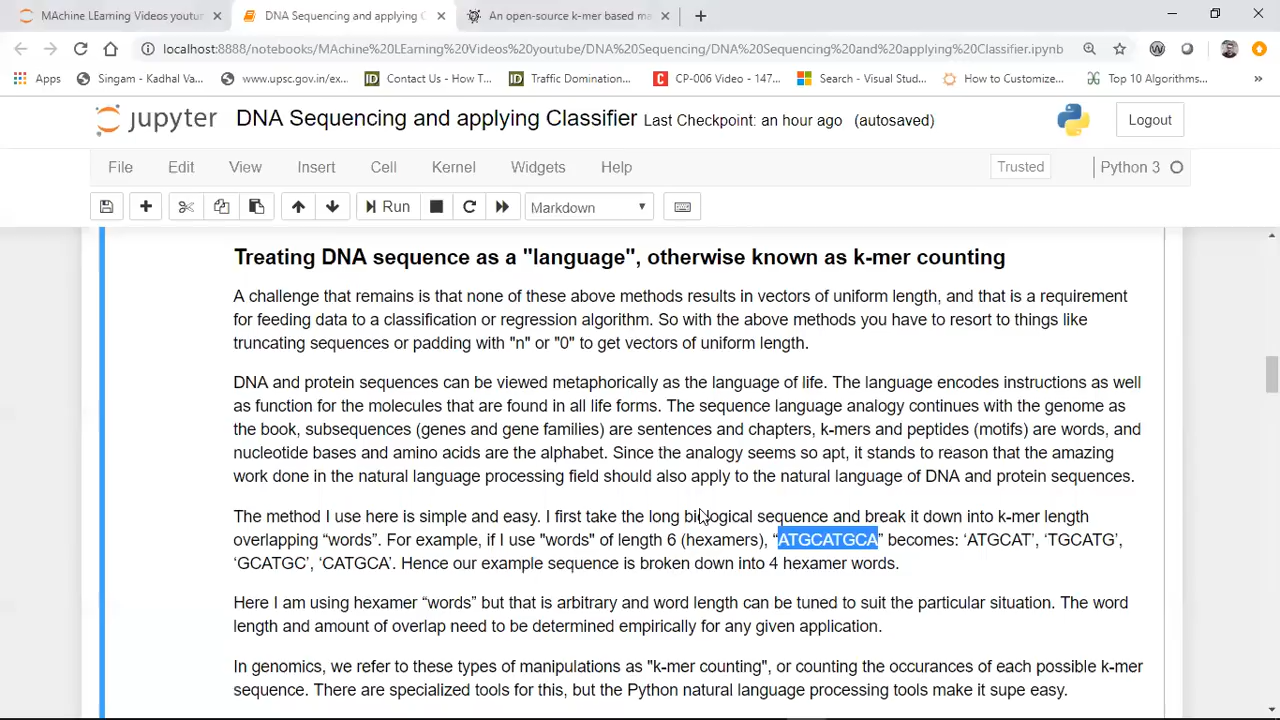 MAchine LEarning Videos youtu
DNA Sequencing and applying C
An open-source k-mer based ma
localhost:8888/notebooks/MAchine%20LEarning%20Videos%20youtube/DNA%20Sequencing/DNA%20Sequencing%20and%20applying%20Classifier.ipynb
Apps
Singam - Kadhal Va...
www.upsc.gov.in/ex...
Contact Us - How T...
Traffic Domination...
CP-006 Video - 147...
Search - Visual Stud...
How to Customize...
Top 10 Algorithms...
jupyter DNA Sequencing and applying Classifier Last Checkpoint: an hour ago (autosaved)
Logout
File Edit View Insert Cell Kernel Widgets Help
Trusted
Python 3
Run
Markdown
Treating DNA sequence as a "language", otherwise known as k-mer counting
A challenge that remains is that none of these above methods results in vectors of uniform length, and that is a requirement
for feeding data to a classification or regression algorithm. So with the above methods you have to resort to things like
truncating sequences or padding with "n" or "0" to get vectors of uniform length.
DNA and protein sequences can be viewed metaphorically as the language of life. The language encodes instructions as well
as function for the molecules that are found in all life forms. The sequence language analogy continues with the genome as
the book, subsequences (genes and gene families) are sentences and chapters, k-mers and peptides (motifs) are words, and
nucleotide bases and amino acids are the alphabet. Since the analogy seems so apt, it stands to reason that the amazing
work done in the natural language processing field should also apply to the natural language of DNA and protein sequences.
The method I use here is simple and easy. I first take the long biological sequence and break it down into k-mer length
overlapping “words”. For example, if I use "words" of length 6 (hexamers), “ATGCATGCA” becomes: ‘ATGCAT’, ‘TGCATG’,
‘GCATGC’, ‘CATGCA’. Hence our example sequence is broken down into 4 hexamer words.
Here I am using hexamer “words” but that is arbitrary and word length can be tuned to suit the particular situation. The word
length and amount of overlap need to be determined empirically for any given application.
In genomics, we refer to these types of manipulations as "k-mer counting", or counting the occurances of each possible k-mer
sequence. There are specialized tools for this, but the Python natural language processing tools make it supe easy.